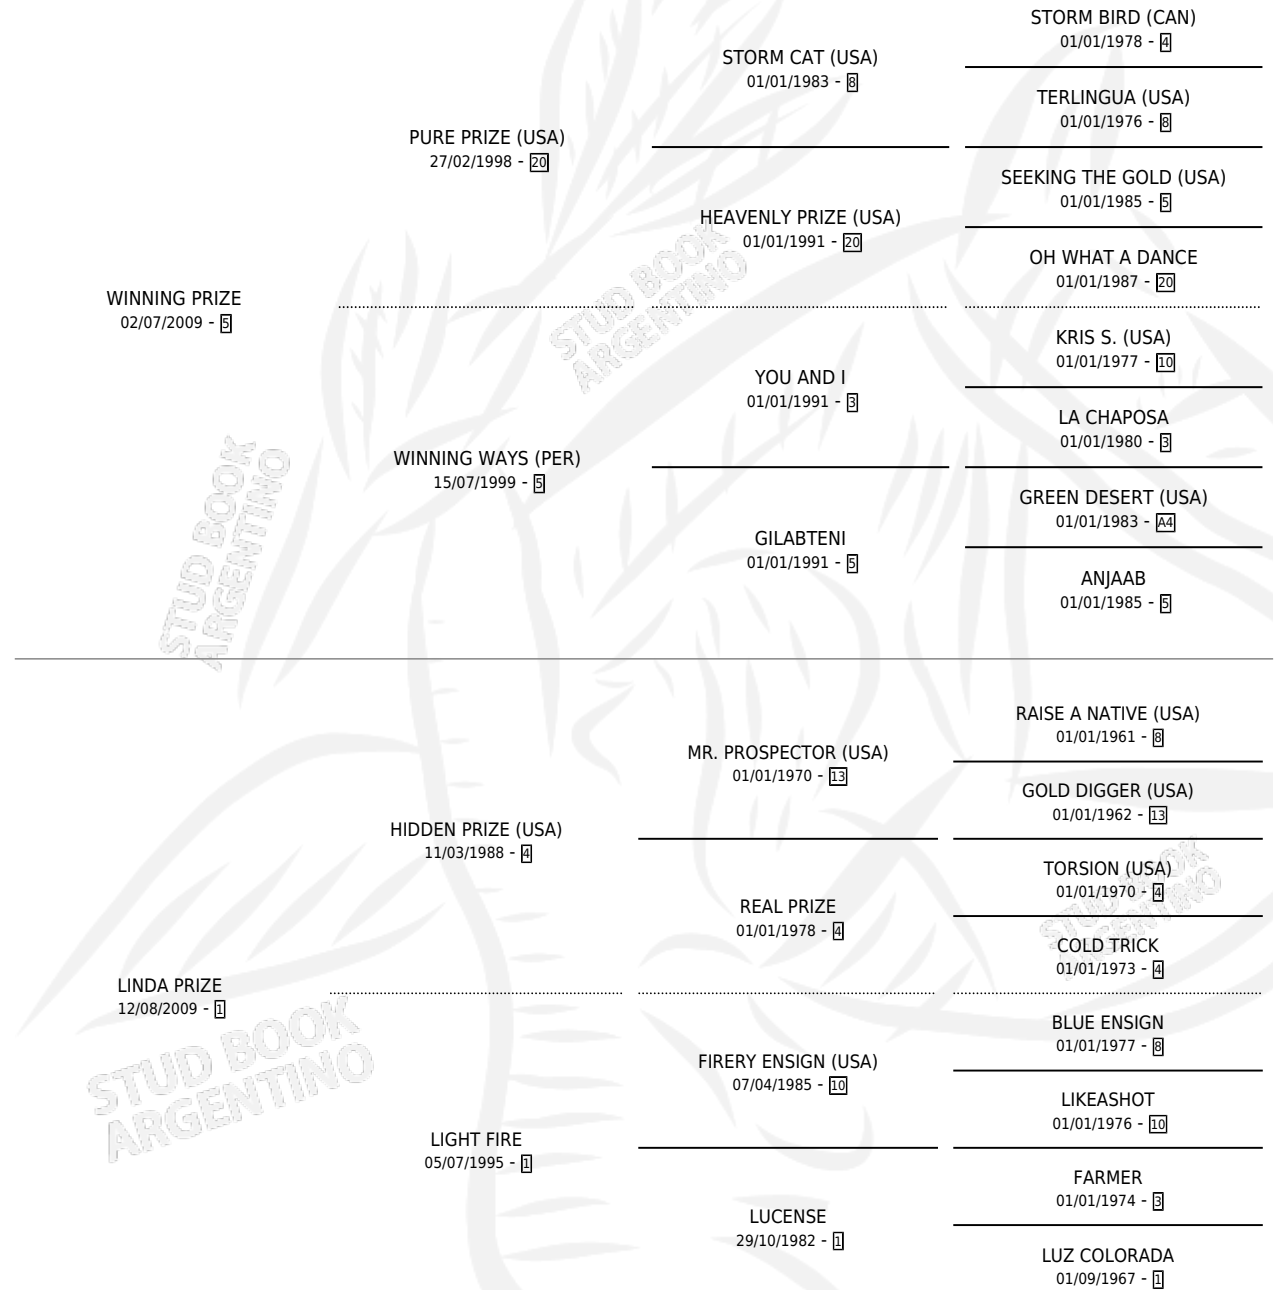 STORM BIRD (CAN)
01/01/1978 - 4
STORM CAT (USA)
01/01/1983 - 8
TERLINGUA (USA)
01/01/1976 - 8
PURE PRIZE (USA)
27/02/1998 - 20
SEEKING THE GOLD (USA)
01/01/1985 - 5
HEAVENLY PRIZE (USA)
01/01/1991 - 20
OH WHAT A DANCE
01/01/1987 - 20
WINNING PRIZE
02/07/2009 - 5
KRIS S. (USA)
01/01/1977 - 10
YOU AND I
01/01/1991 - 3
LA CHAPOSA
01/01/1980 - 3
WINNING WAYS (PER)
15/07/1999 - 5
GREEN DESERT (USA)
01/01/1983 - A4
GILABTENI
01/01/1991 - 5
ANJAAB
01/01/1985 - 5
RAISE A NATIVE (USA)
01/01/1961 - 8
MR. PROSPECTOR (USA)
01/01/1970 - 13
GOLD DIGGER (USA)
01/01/1962 - 13
HIDDEN PRIZE (USA)
11/03/1988 - 4
TORSION (USA)
01/01/1970 - 4
REAL PRIZE
01/01/1978 - 4
COLD TRICK
01/01/1973 - 4
LINDA PRIZE
12/08/2009 - 1
BLUE ENSIGN
01/01/1977 - 8
FIRERY ENSIGN (USA)
07/04/1985 - 10
LIKEASHOT
01/01/1976 - 10
LIGHT FIRE
05/07/1995 - 1
FARMER
01/01/1974 - 3
LUCENSE
29/10/1982 - 1
LUZ COLORADA
01/09/1967 - 1
STUD BOOK
ARGENTINO
STUD BOOK
ARGENTINO
STUD BOOK
ARGENTINO
STUD BOOK
ARGENTINO